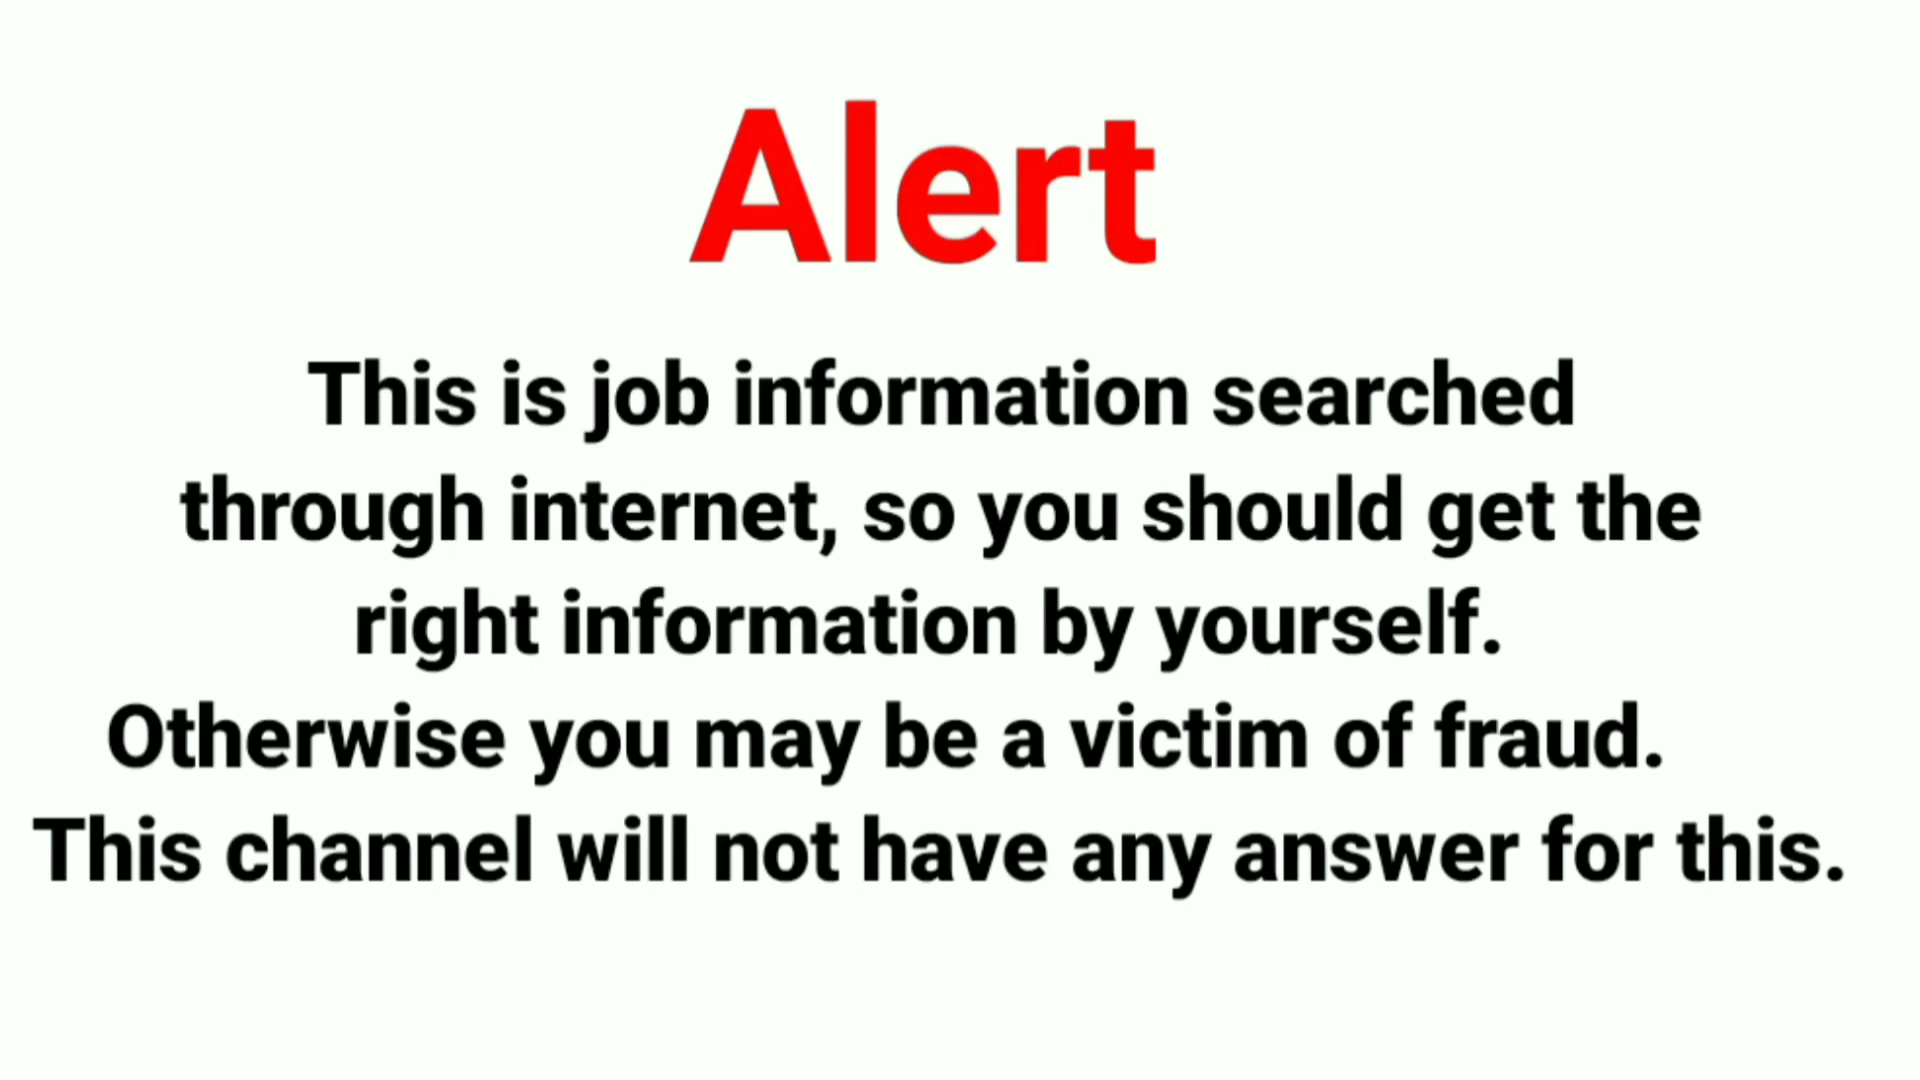 Alert
This is job information searched
through internet, so you should get the
right information by yourself.
Otherwise you may be a victim of fraud.
This channel will not have any answer for this.